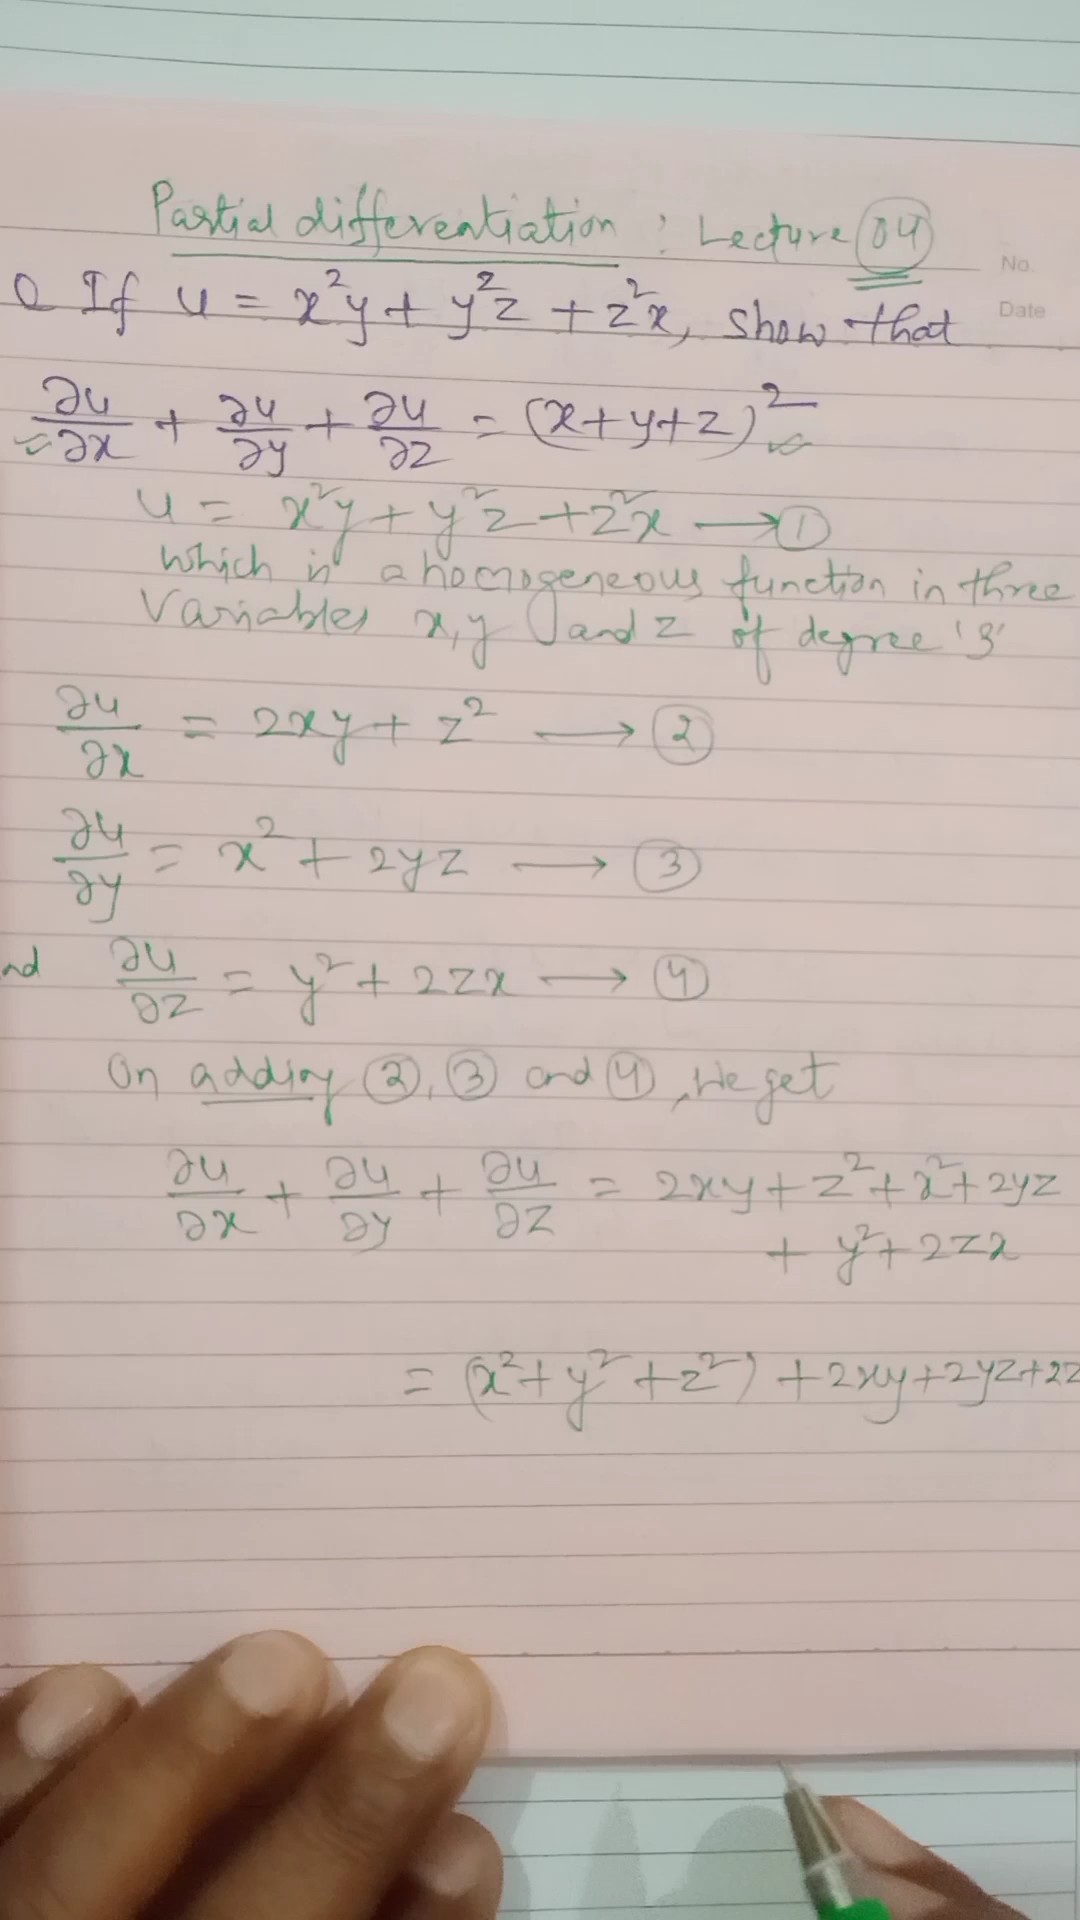 Partial differentiation : Lecture 04
No.
Q If u = x²y + y²z + z²x, show that
Date
∂u/∂x + ∂u/∂y + ∂u/∂z = (x+y+z)²
u = x²y + y²z + z²x → ①
which is a homogeneous function in three
Variables x, y and z of degree '3'
∂u/∂x = 2xy + z² → ②
∂u/∂y = x² + 2yz → ③
nd ∂u/∂z = y² + 2zx → ④
On adding ②, ③ and ④, we get
∂u/∂x + ∂u/∂y + ∂u/∂z = 2xy + z² + x² + 2yz
+ y² + 2zx
= (x² + y² + z²) + 2xy + 2yz + 2z